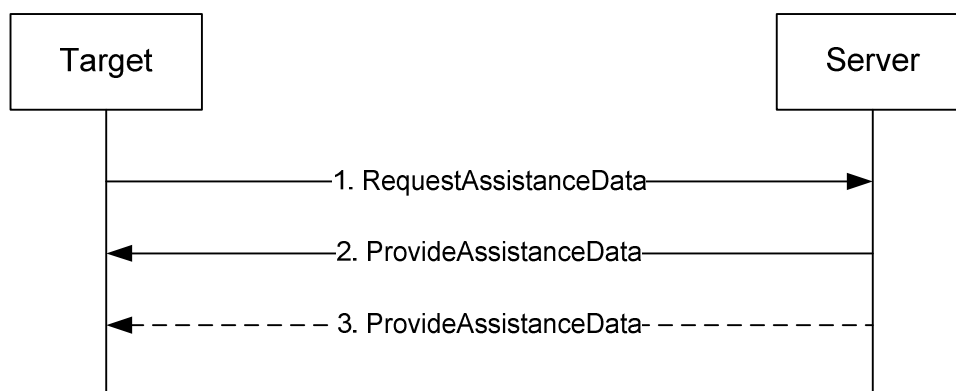 Target
Server
1. RequestAssistanceData
2. ProvideAssistanceData
3. ProvideAssistanceData